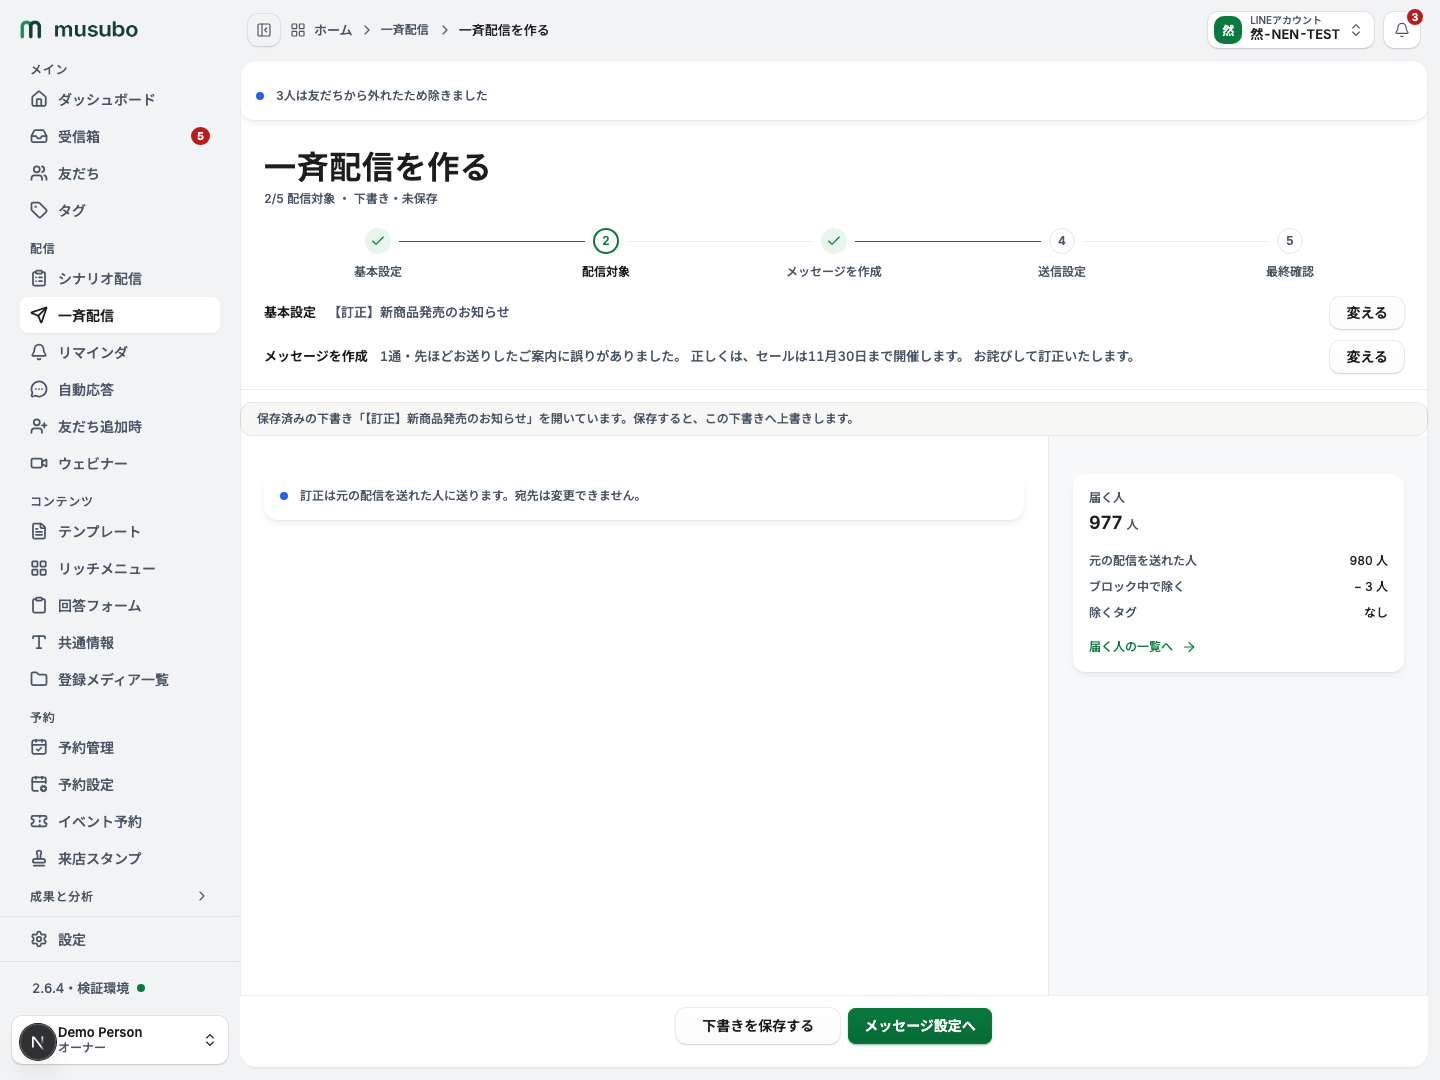 musubo
メイン
ダッシュボード
受信箱
5
友だち
タグ
配信
シナリオ配信
一斉配信
リマインダ
自動応答
友だち追加時
ウェビナー
コンテンツ
テンプレート
リッチメニュー
回答フォーム
共通情報
登録メディア一覧
予約
予約管理
予約設定
イベント予約
来店スタンプ
成果と分析
設定
2.6.4・検証環境
N
Demo Person
オーナー
ホーム
一斉配信
一斉配信を作る
然
LINEアカウント
然-NEN-TEST
3
3人は友だちから外れたため除きました
一斉配信を作る
2/5 配信対象 ・ 下書き・未保存
2
4
5
基本設定
配信対象
メッセージを作成
送信設定
最終確認
基本設定 【訂正】新商品発売のお知らせ
変える
メッセージを作成 1通・先ほどお送りしたご案内に誤りがありました。 正しくは、セールは11月30日まで開催します。 お詫びして訂正いたします。
変える
保存済みの下書き「【訂正】新商品発売のお知らせ」を開いています。保存すると、この下書きへ上書きします。
訂正は元の配信を送れた人に送ります。宛先は変更できません。
届く人
977 人
元の配信を送れた人 980 人
ブロック中で除く − 3 人
除くタグ なし
届く人の一覧へ
下書きを保存する
メッセージ設定へ